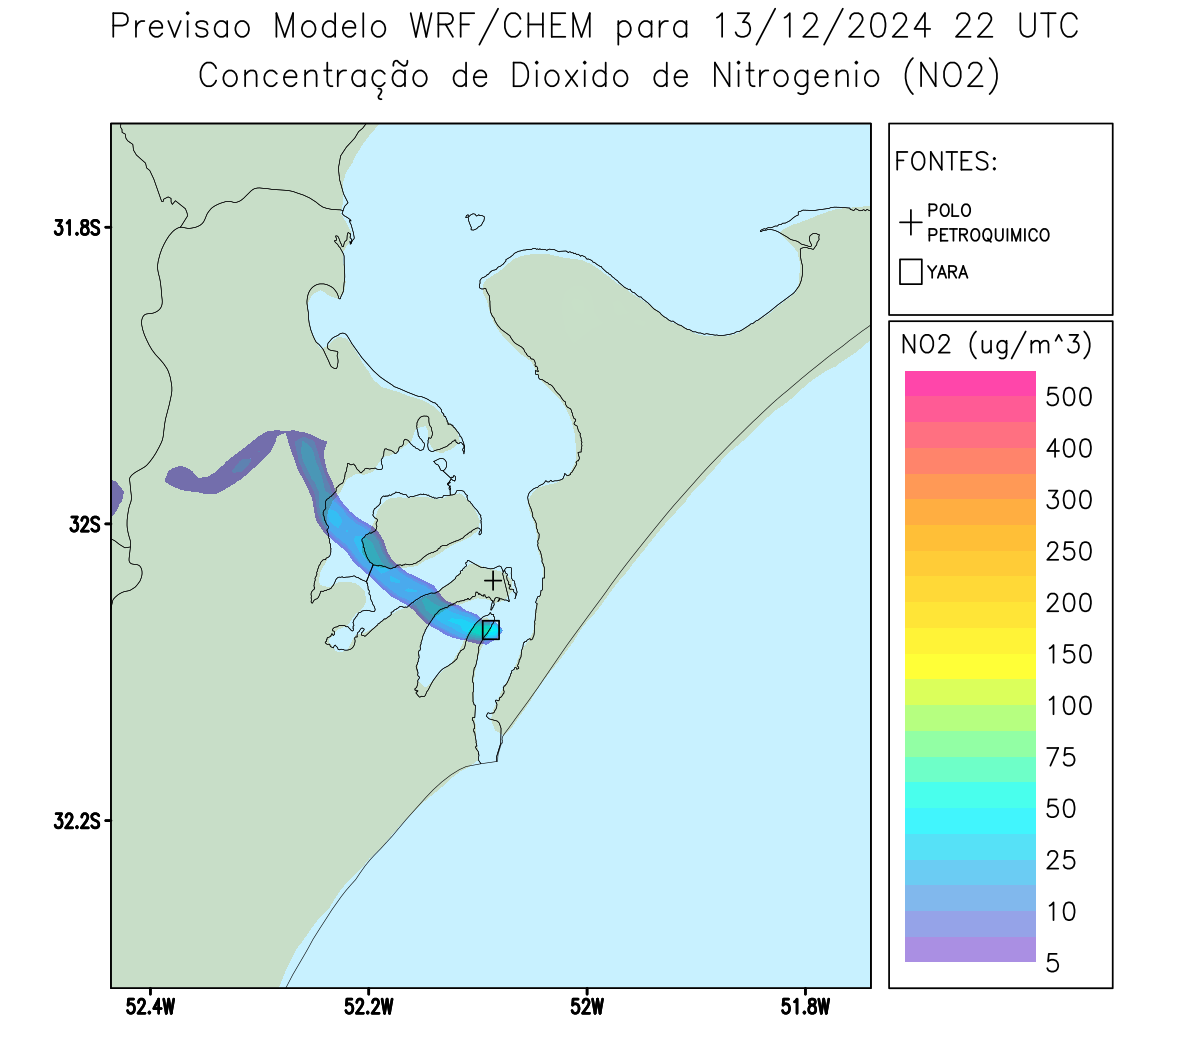 Previsao Modelo WRF/CHEM para 13/12/2024 22 UTC
Concentração de Dioxido de Nitrogenio (NO2)
FONTES:
POLO
PETROQUIMICO
YARA
31.8S
32S
32.2S
52.4W
52.2W
52W
51.8W
NO2 (ug/m^3)
500
400
300
250
200
150
100
75
50
25
10
5